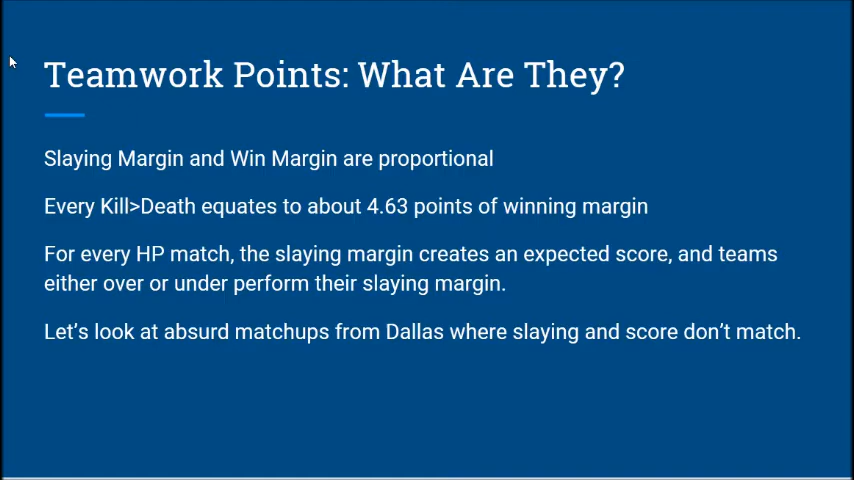 Teamwork Points: What Are They?
Slaying Margin and Win Margin are proportional
Every Kill>Death equates to about 4.63 points of winning margin
For every HP match, the slaying margin creates an expected score, and teams
either over or under perform their slaying margin.
Let’s look at absurd matchups from Dallas where slaying and score don’t match.